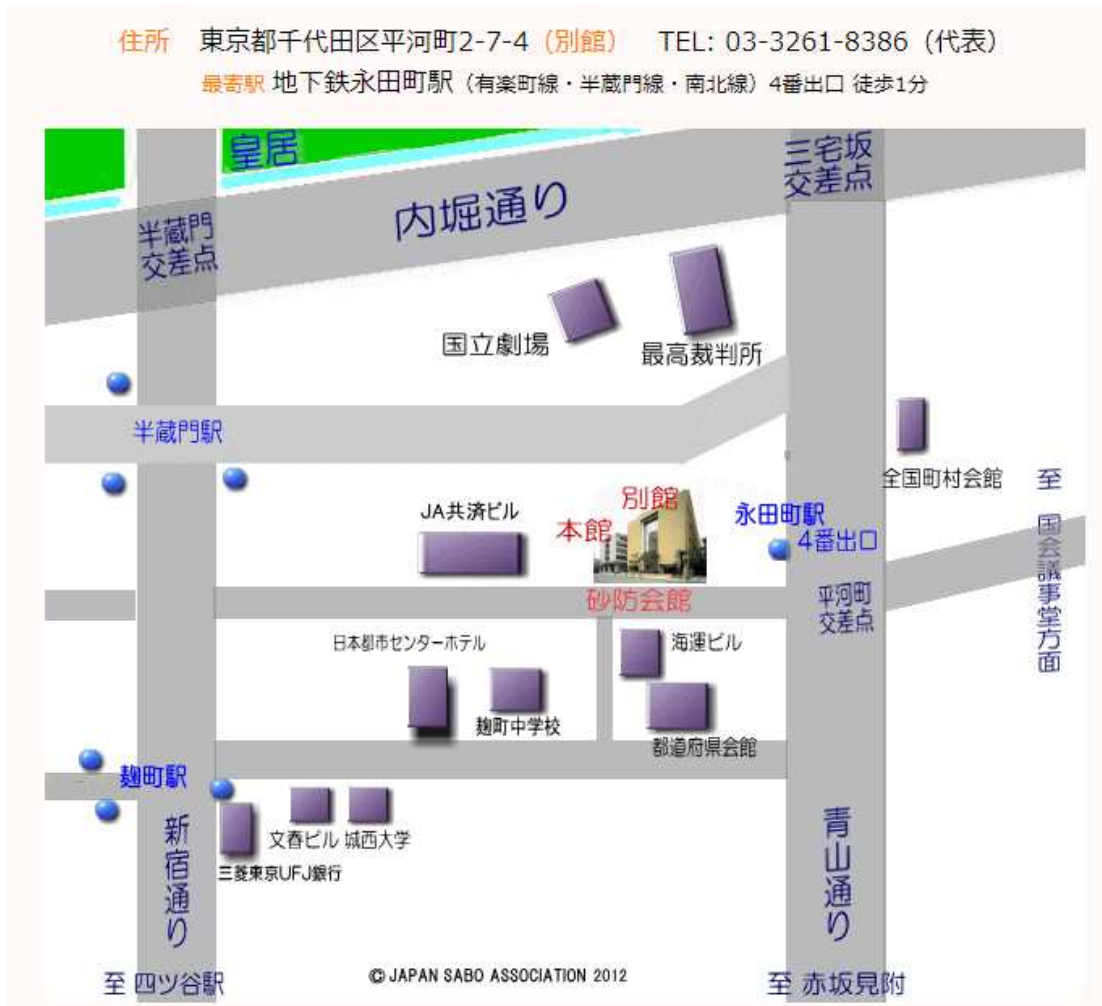 住所 東京都千代田区平河町2-7-4（別館） TEL: 03-3261-8386（代表）
最寄駅 地下鉄永田町駅（有楽町線・半蔵門線・南北線）4番出口 徒歩1分
皇居
三宅坂
交差点
内堀通り
半蔵門
交差点
国立劇場
最高裁判所
半蔵門駅
全国町村会館
至 国会議事堂方面
JA共済ビル
別館
本館
永田町駅
4番出口
砂防会館
平河町
交差点
日本都市センターホテル
海運ビル
麹町中学校
都道府県会館
麹町駅
新宿通り
文春ビル
城西大学
三菱東京UFJ銀行
青山通り
至 四ツ谷駅
© JAPAN SABO ASSOCIATION 2012
至 赤坂見附